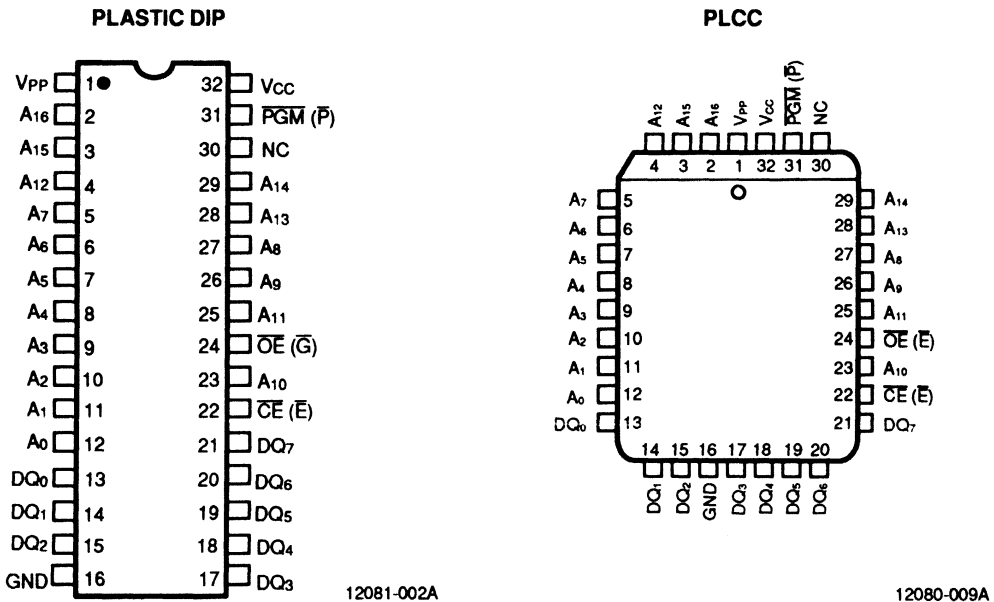 PLASTIC DIP
VPP 1 32 VCC
A16 2 31 P̅G̅M̅ (P̅)
A15 3 30 NC
A12 4 29 A14
A7 5 28 A13
A6 6 27 A8
A5 7 26 A9
A4 8 25 A11
A3 9 24 O̅E̅ (G̅)
A2 10 23 A10
A1 11 22 C̅E̅ (E̅)
A0 12 21 DQ7
DQ0 13 20 DQ6
DQ1 14 19 DQ5
DQ2 15 18 DQ4
GND 16 17 DQ3
12081-002A
PLCC
A12 A15 A16 VPP VCC P̅G̅M̅ (P̅) NC
4 3 2 1 32 31 30
A7 5 29 A14
A6 6 28 A13
A5 7 27 A8
A4 8 26 A9
A3 9 25 A11
A2 10 24 O̅E̅ (E̅)
A1 11 23 A10
A0 12 22 C̅E̅ (E̅)
DQ0 13 21 DQ7
14 15 16 17 18 19 20
DQ1 DQ2 GND DQ3 DQ4 DQ5 DQ6
12080-009A